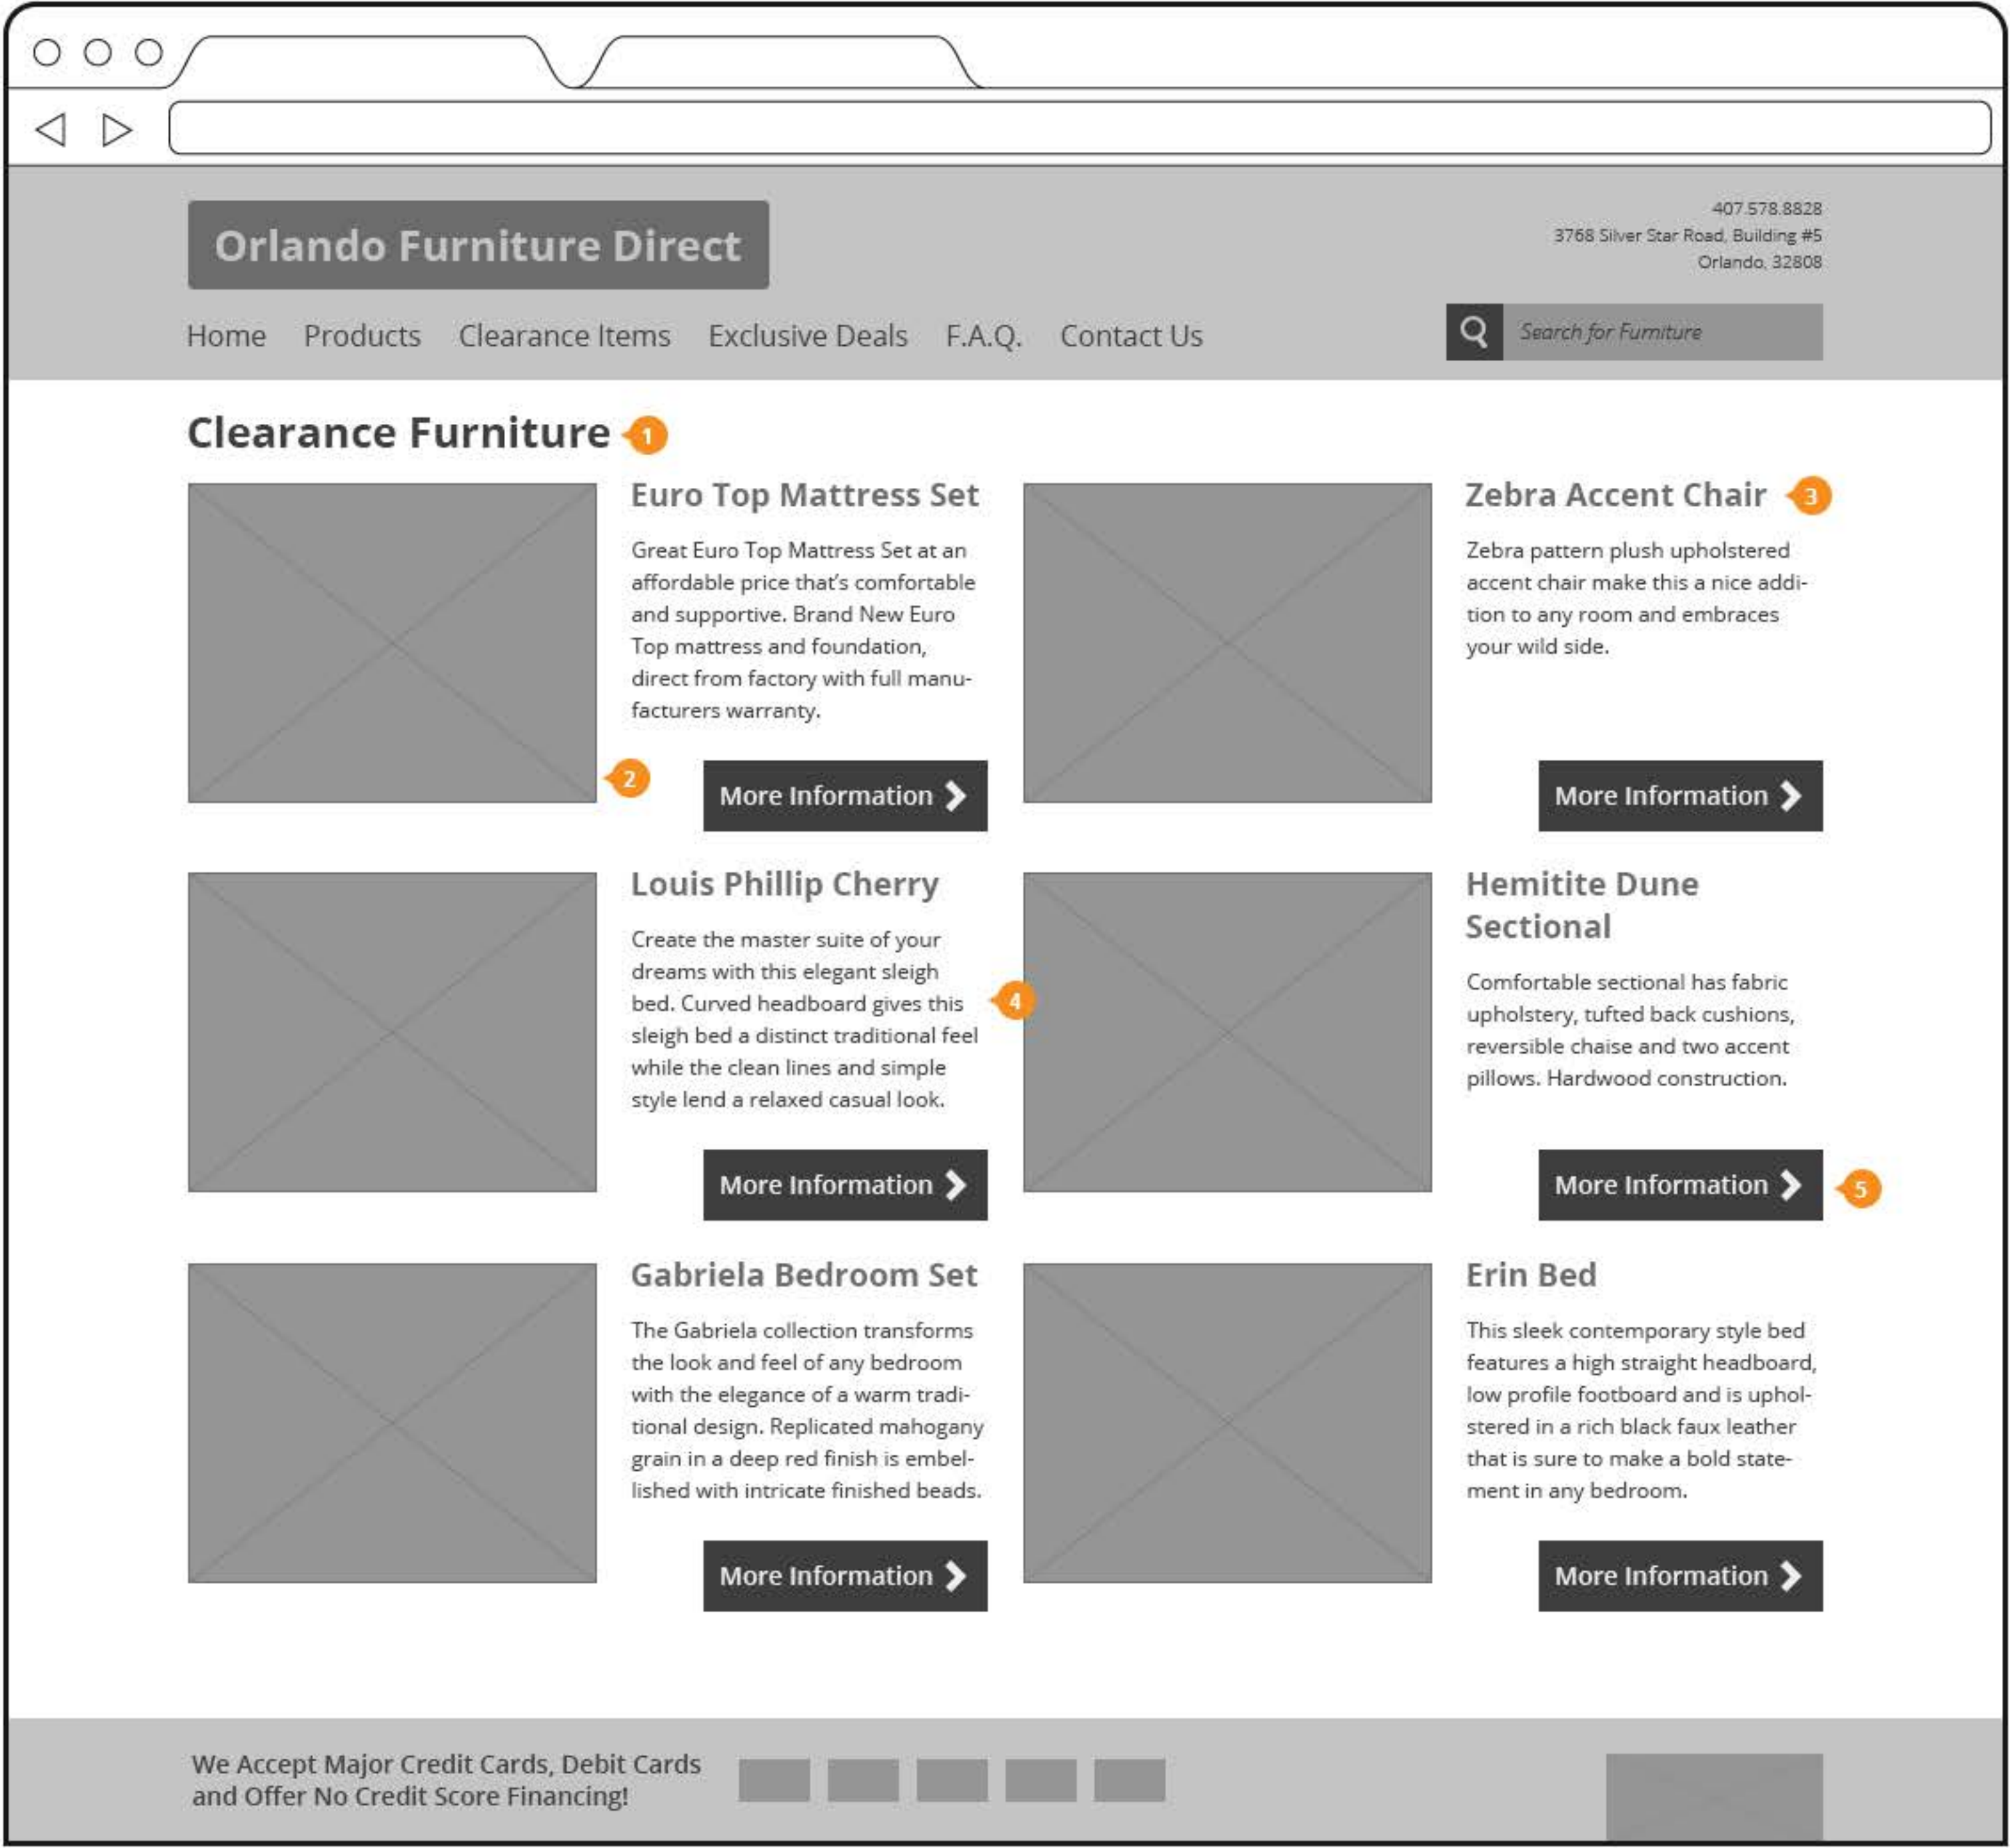 Orlando Furniture Direct
407.578.8828
3768 Silver Star Road, Building #5
Orlando, 32808
Home Products Clearance Items Exclusive Deals F.A.Q. Contact Us
Search for Furniture
Clearance Furniture 1
Euro Top Mattress Set
Great Euro Top Mattress Set at an
affordable price that's comfortable
and supportive. Brand New Euro
Top mattress and foundation,
direct from factory with full manu-
facturers warranty.
2
More Information
Zebra Accent Chair 3
Zebra pattern plush upholstered
accent chair make this a nice addi-
tion to any room and embraces
your wild side.
More Information
Louis Phillip Cherry
Create the master suite of your
dreams with this elegant sleigh
bed. Curved headboard gives this
sleigh bed a distinct traditional feel
while the clean lines and simple
style lend a relaxed casual look.
4
More Information
Hemitite Dune
Sectional
Comfortable sectional has fabric
upholstery, tufted back cushions,
reversible chaise and two accent
pillows. Hardwood construction.
More Information 5
Gabriela Bedroom Set
The Gabriela collection transforms
the look and feel of any bedroom
with the elegance of a warm tradi-
tional design. Replicated mahogany
grain in a deep red finish is embel-
lished with intricate finished beads.
More Information
Erin Bed
This sleek contemporary style bed
features a high straight headboard,
low profile footboard and is uphol-
stered in a rich black faux leather
that is sure to make a bold state-
ment in any bedroom.
More Information
We Accept Major Credit Cards, Debit Cards
and Offer No Credit Score Financing!